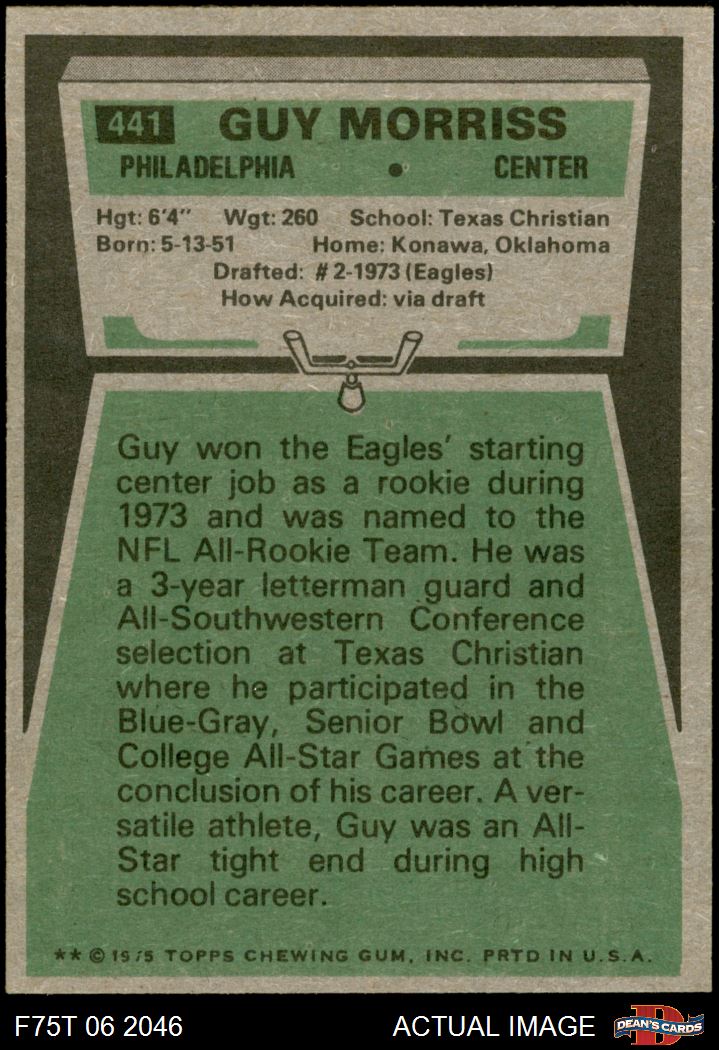 441 GUY MORRISS
PHILADELPHIA • CENTER
Hgt: 6'4" Wgt: 260 School: Texas Christian
Born: 5-13-51 Home: Konawa, Oklahoma
Drafted: #2-1973 (Eagles)
How Acquired: via draft
Guy won the Eagles' starting
center job as a rookie during
1973 and was named to the
NFL All-Rookie Team. He was
a 3-year letterman guard and
All-Southwestern Conference
selection at Texas Christian
where he participated in the
Blue-Gray, Senior Bowl and
College All-Star Games at the
conclusion of his career. A ver-
satile athlete, Guy was an All-
Star tight end during high
school career.
** © 1975 TOPPS CHEWING GUM, INC. PRTD IN U.S.A.
F75T 06 2046 ACTUAL IMAGE D DEAN'S CARDS